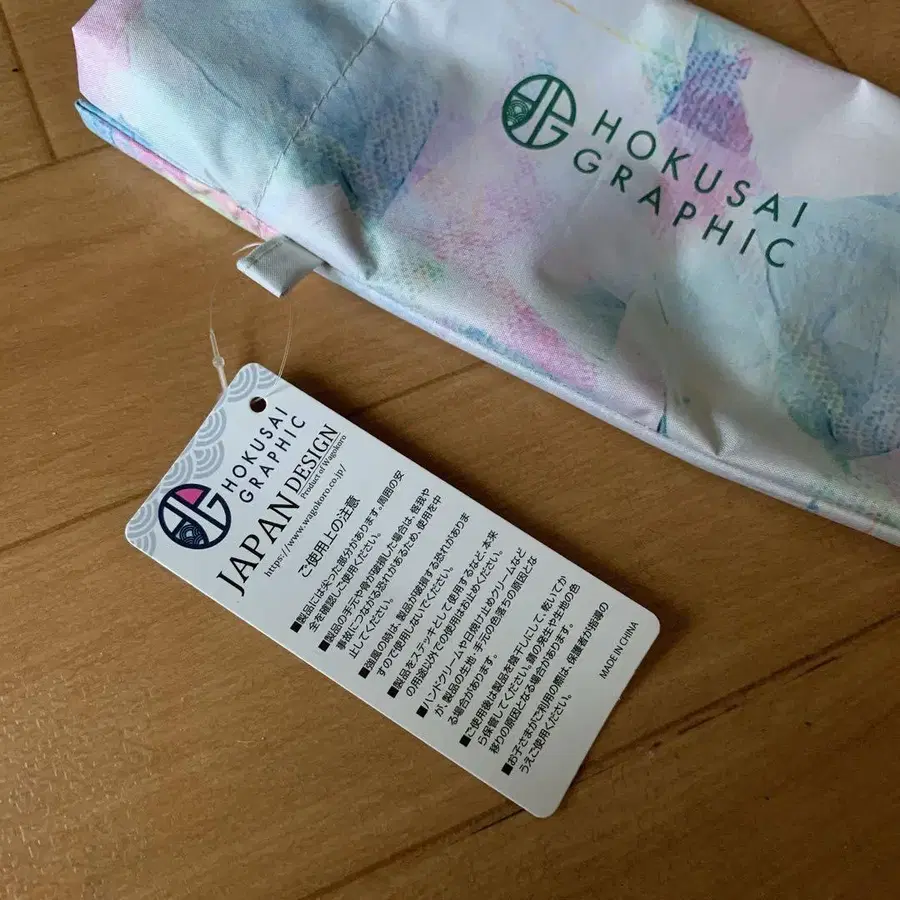 HOKUSAI
GRAPHIC
HOKUSAI
GRAPHIC
JAPAN DESIGN
Product of Wagokoro
https://www.wagokoro.co.jp/
ご使用上の注意
■製品には尖った部分があります。周囲の安
全を確認しご使用ください。
■製品の手元や骨が破損した場合は、怪我や
事故につながる恐れがあるため、使用を中
止してください。
■強風の時は、製品が破損する恐れがありま
すので使用しないでください。
■製品をステッキとして使用するなど、本来
の用途以外での使用はお止めください。
■ハンドクリームや日焼け止めクリームなど
が、製品の生地・手元の色落ちの原因とな
る場合があります。
■ご使用後は製品を陰干しにして、乾いてか
ら保管してください。錆の発生や生地の色
移りの原因となる場合があります。
■お子さまがご利用の際は、保護者が指導の
うえご使用ください。
MADE IN CHINA